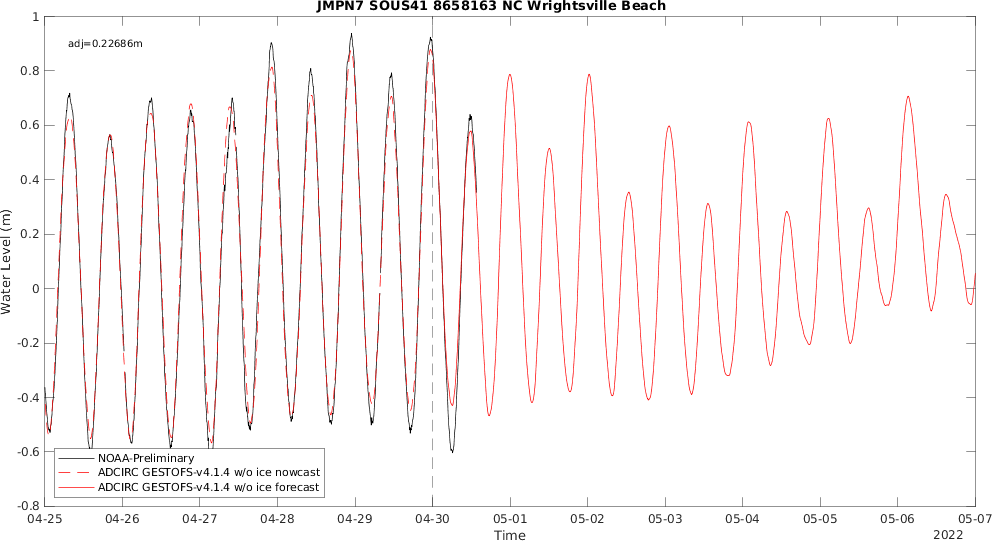 JMPN7 SOUS41 8658163 NC Wrightsville Beach
adj=0.22686m
1
0.8
0.6
0.4
0.2
0
-0.2
-0.4
-0.6
-0.8
Water Level (m)
NOAA-Preliminary
ADCIRC GESTOFS-v4.1.4 w/o ice nowcast
ADCIRC GESTOFS-v4.1.4 w/o ice forecast
04-25 04-26 04-27 04-28 04-29 04-30 05-01 05-02 05-03 05-04 05-05 05-06 05-07
Time
2022